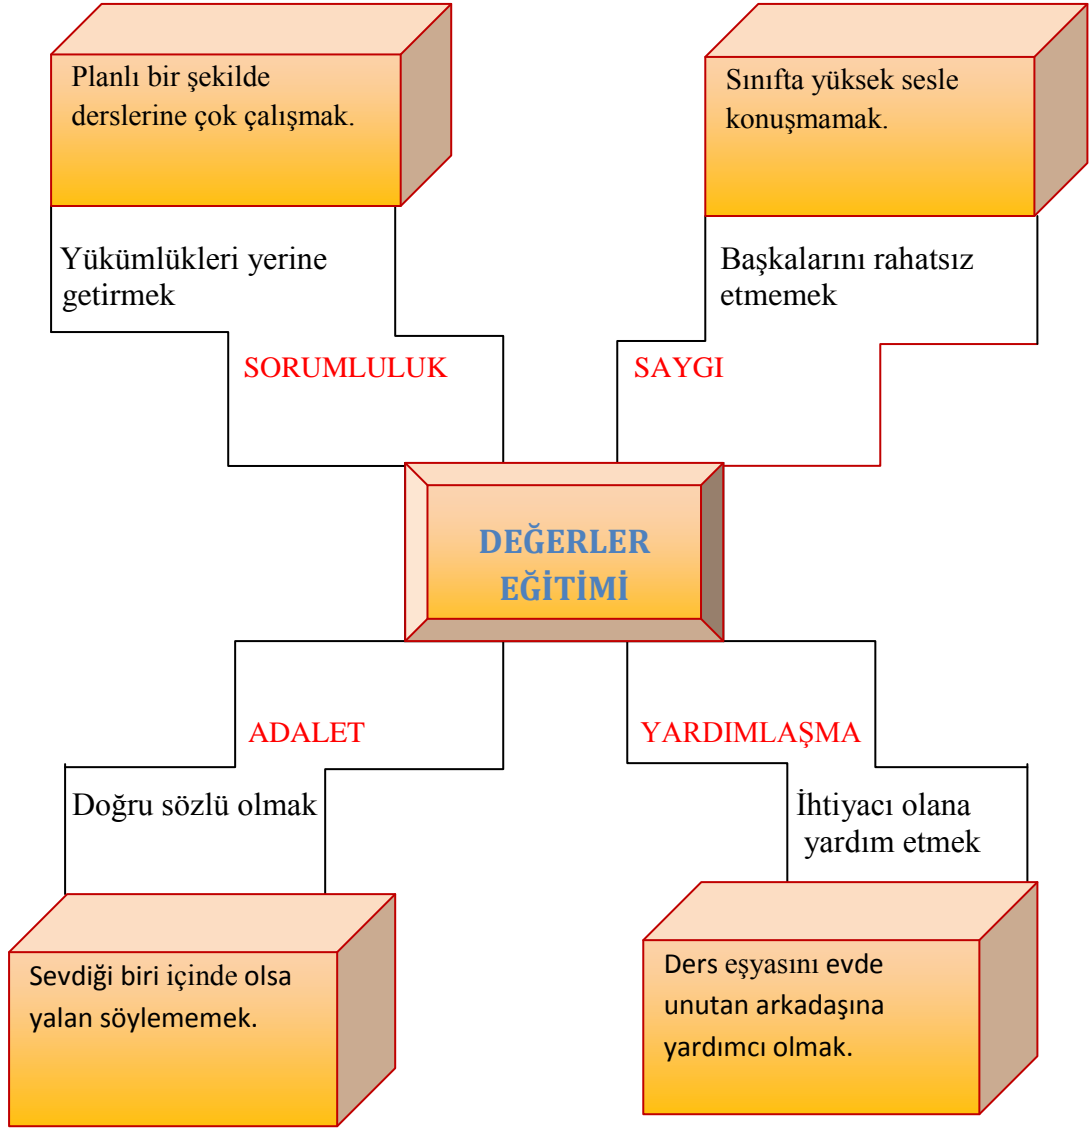 Planlı bir şekilde
derslerine çok çalışmak.
Sınıfta yüksek sesle
konuşmamak.
Yükümlükleri yerine
getirmek
Başkalarını rahatsız
etmemek
SORUMLULUK
SAYGI
DEĞERLER
EĞİTİMİ
ADALET
YARDIMLAŞMA
Doğru sözlü olmak
İhtiyacı olana
yardım etmek
Sevdiği biri içinde olsa
yalan söylememek.
Ders eşyasını evde
unutan arkadaşına
yardımcı olmak.